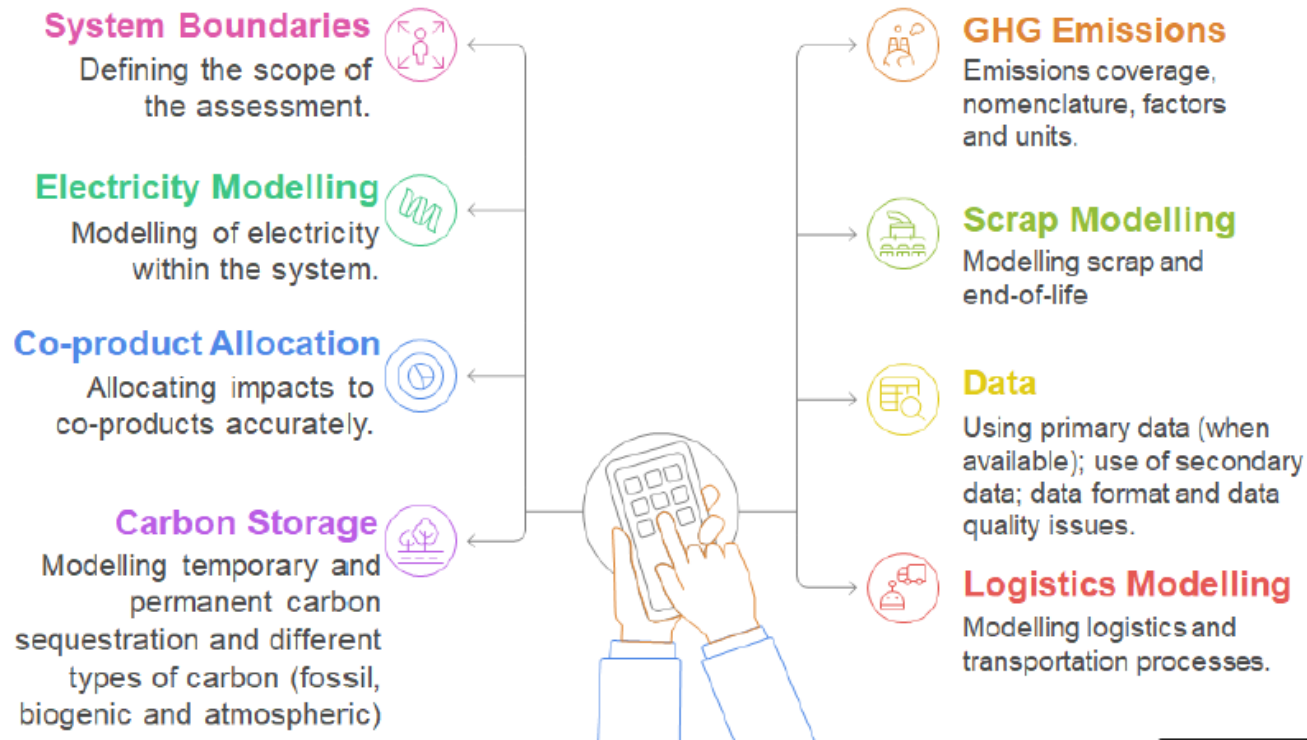 System Boundaries
Defining the scope of
the assessment.
Electricity Modelling
Modelling of electricity
within the system.
Co-product Allocation
Allocating impacts to
co-products accurately.
Carbon Storage
Modelling temporary and
permanent carbon
sequestration and different
types of carbon (fossil,
biogenic and atmospheric)
GHG Emissions
Emissions coverage,
nomenclature, factors
and units.
Scrap Modelling
Modelling scrap and
end-of-life
Data
Using primary data (when
available); use of secondary
data; data format and data
quality issues.
Logistics Modelling
Modelling logistics and
transportation processes.